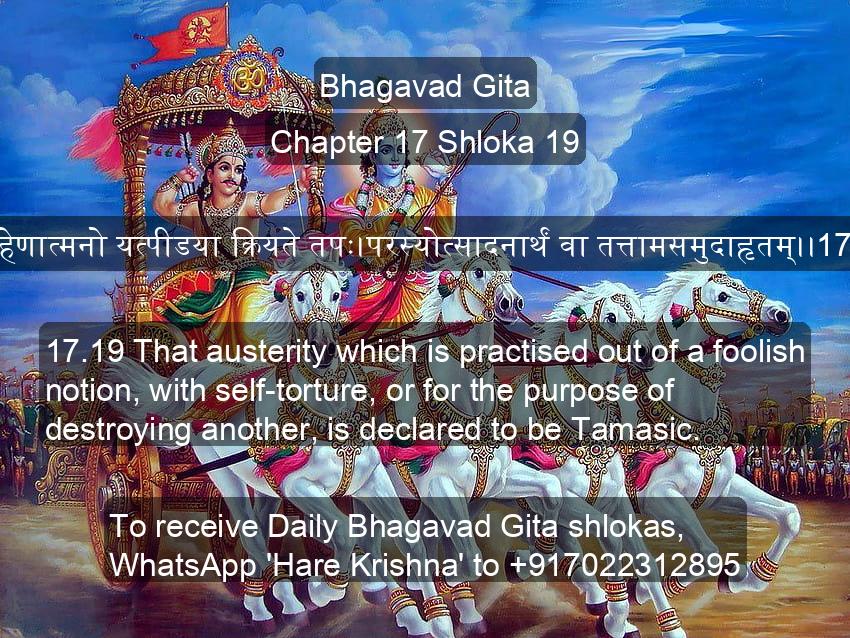 Bhagavad Gita
Chapter 17 Shloka 19
यत्पीडया क्रियते तपः।परस्योत्सादनार्थं वा तत्तामसमुदाहृतम्।।17
17.19 That austerity which is practised out of a foolish
notion, with self-torture, or for the purpose of
destroying another, is declared to be Tamasic.
To receive Daily Bhagavad Gita shlokas,
WhatsApp 'Hare Krishna' to +917022312895